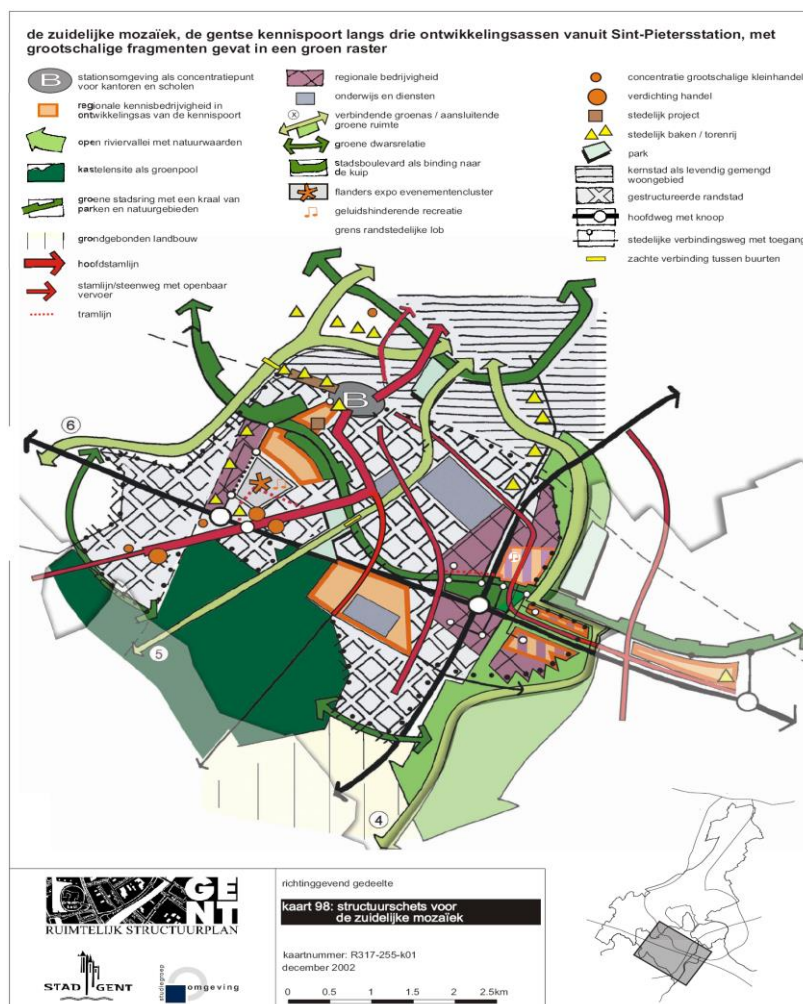 de zuidelijke mozaïek, de gentse kennispoort langs drie ontwikkelingsassen vanuit Sint-Pietersstation, met
grootschalige fragmenten gevat in een groen raster
B
stationsomgeving als concentratiepunt
voor kantoren en scholen
regionale kennisbedrijvigheid in
ontwikkelingsas van de kennispoort
open riviervallei met natuurwaarden
kastelensite als groenpool
groene stadsring met een kraal van
parken en natuurgebieden
grondgebonden landbouw
hoofdstamlijn
stamlijn/steenweg met openbaar
vervoer
tramlijn
regionale bedrijvigheid
onderwijs en diensten
x
verbindende groenas / aansluitende
groene ruimte
groene dwarsrelatie
stadsboulevard als binding naar
de kuip
flanders expo evenementencluster
geluidshinderende recreatie
grens randstedelijke lob
concentratie grootschalige kleinhandel
verdichting handel
stedelijk project
stedelijk baken / torenrij
park
kernstad als levendig gemengd
woongebied
gestructureerde randstad
hoofdweg met knoop
stedelijke verbindingsweg met toegang
zachte verbinding tussen buurten
B
6
5
4
GENT
RUIMTELIJK STRUCTUURPLAN
STAD GENT
studiegroep
omgeving
richtinggevend gedeelte
kaart 98: structuurschets voor
de zuidelijke mozaïek
kaartnummer: R317-255-k01
december 2002
0 0.5 1 1.5 2 2.5km